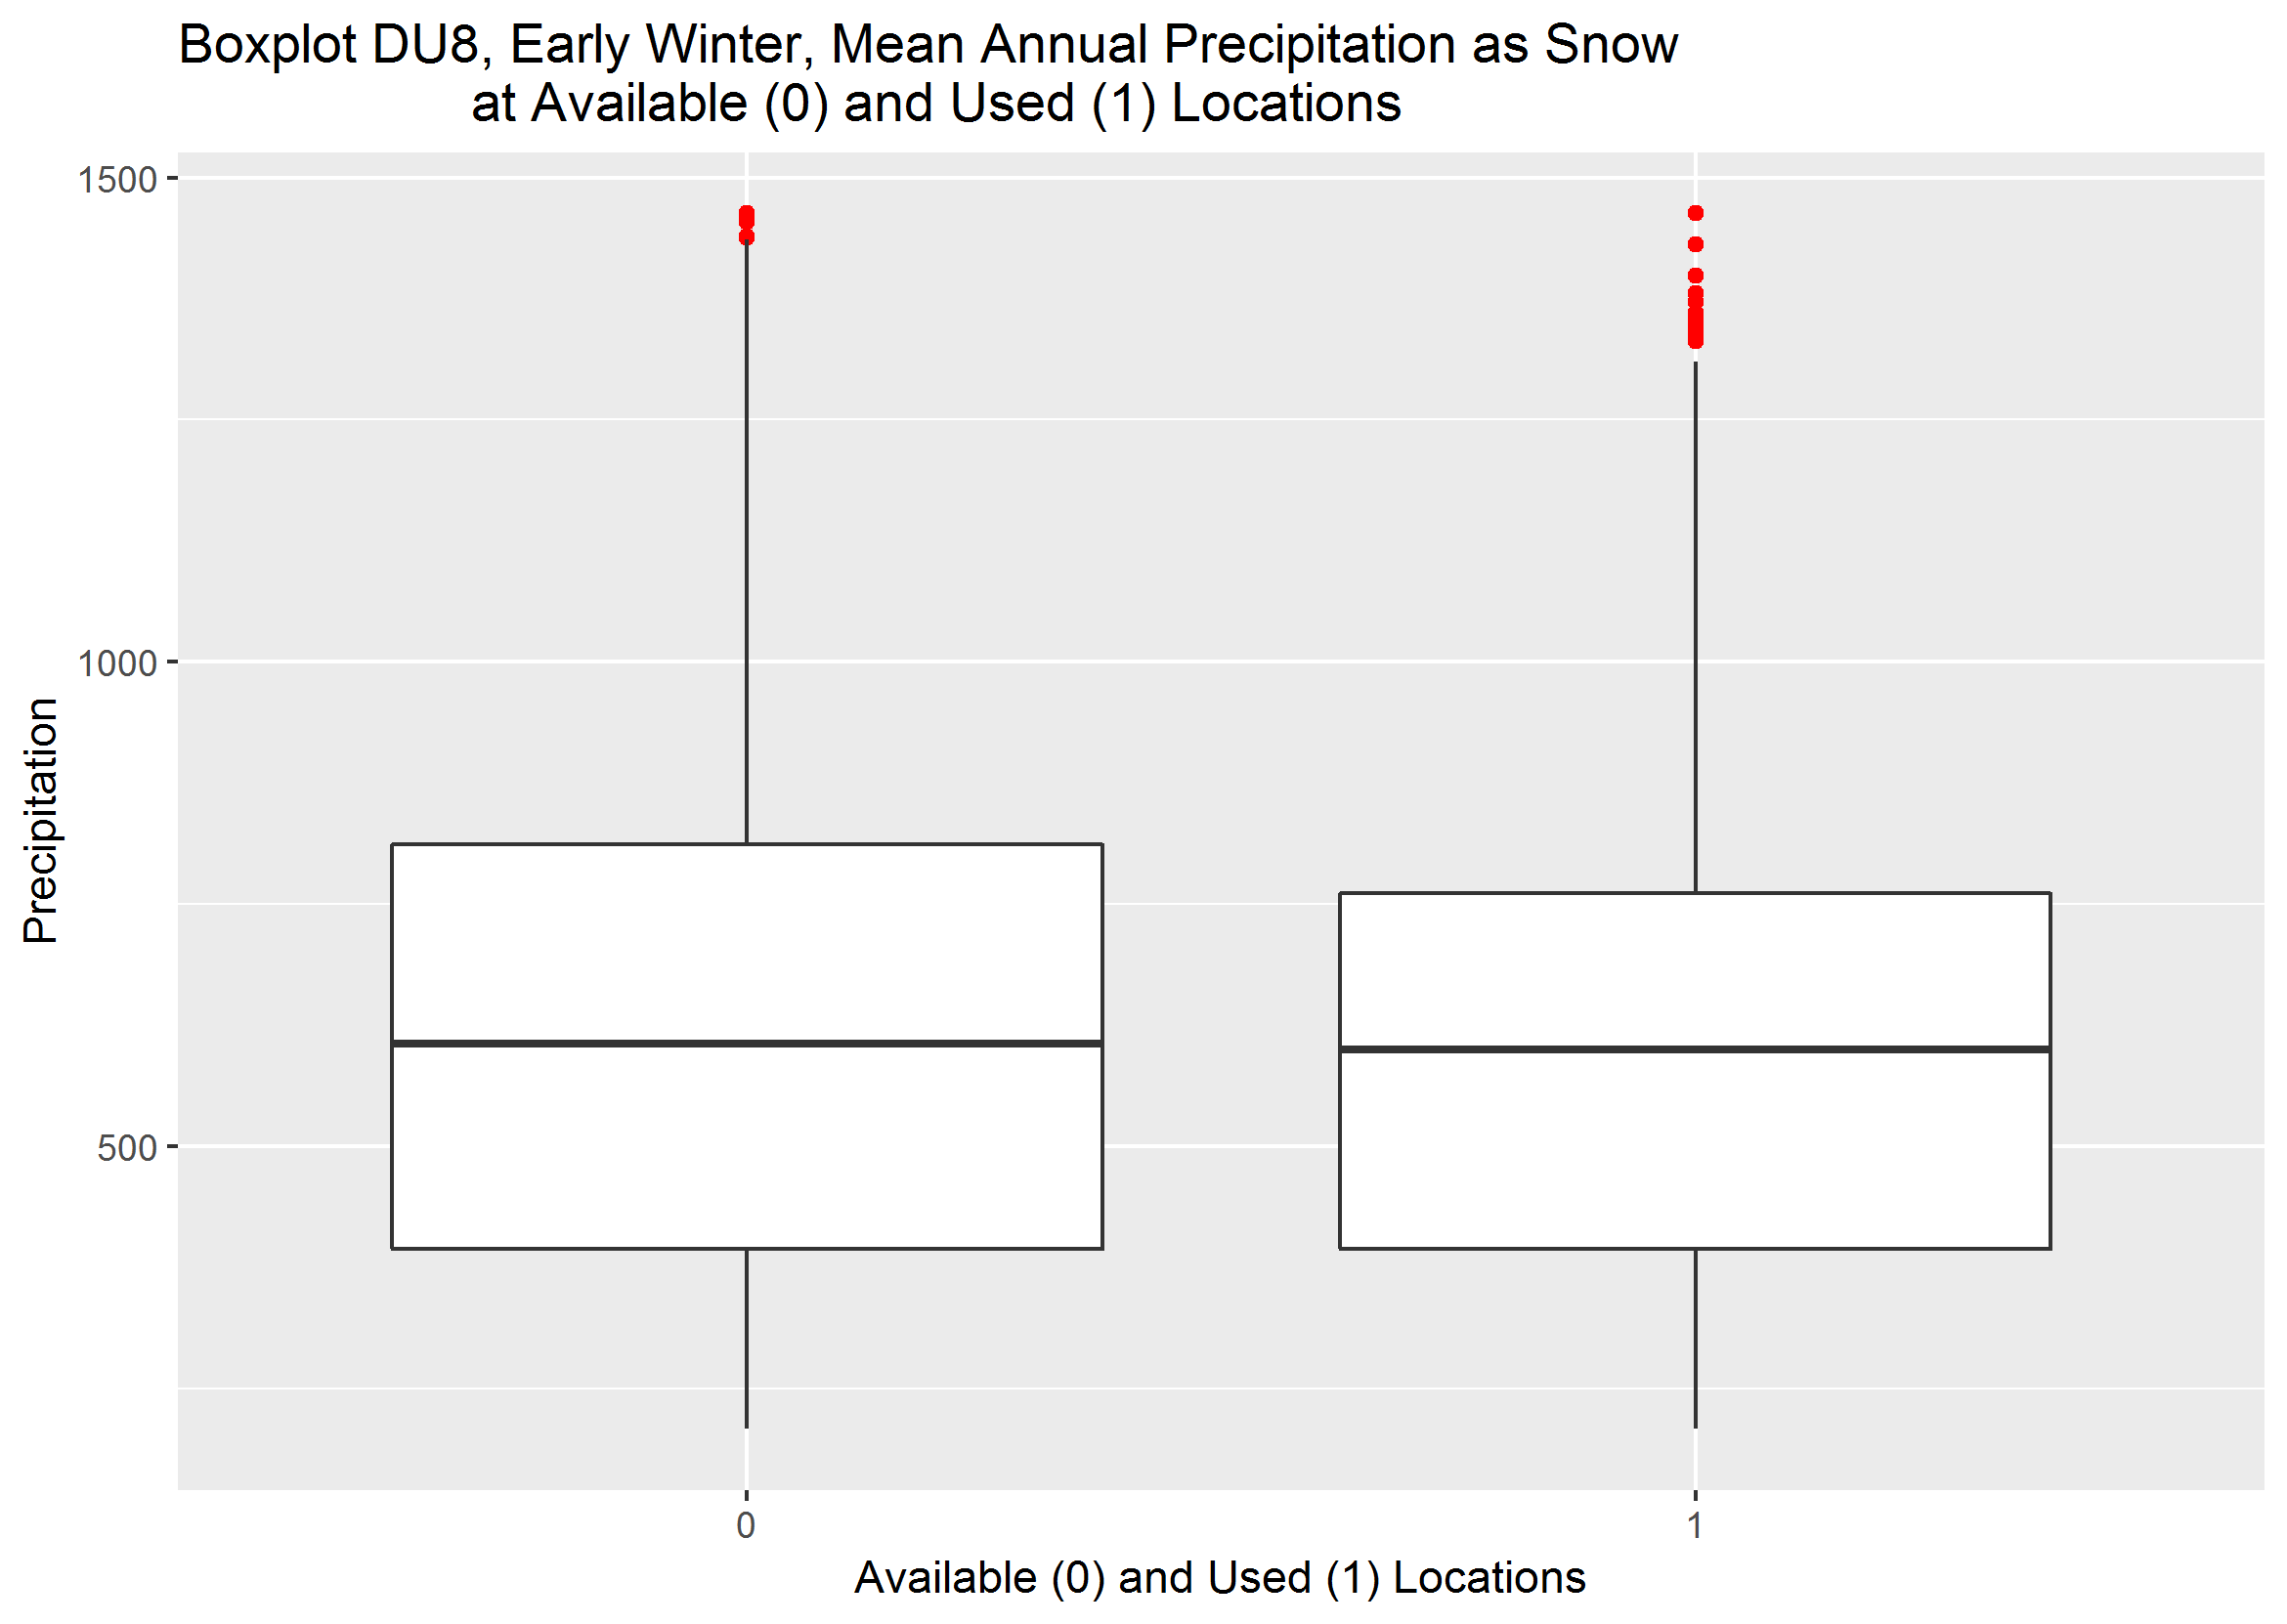 Boxplot DU8, Early Winter, Mean Annual Precipitation as Snow
at Available (0) and Used (1) Locations
1500
1000
500
Precipitation
0
1
Available (0) and Used (1) Locations